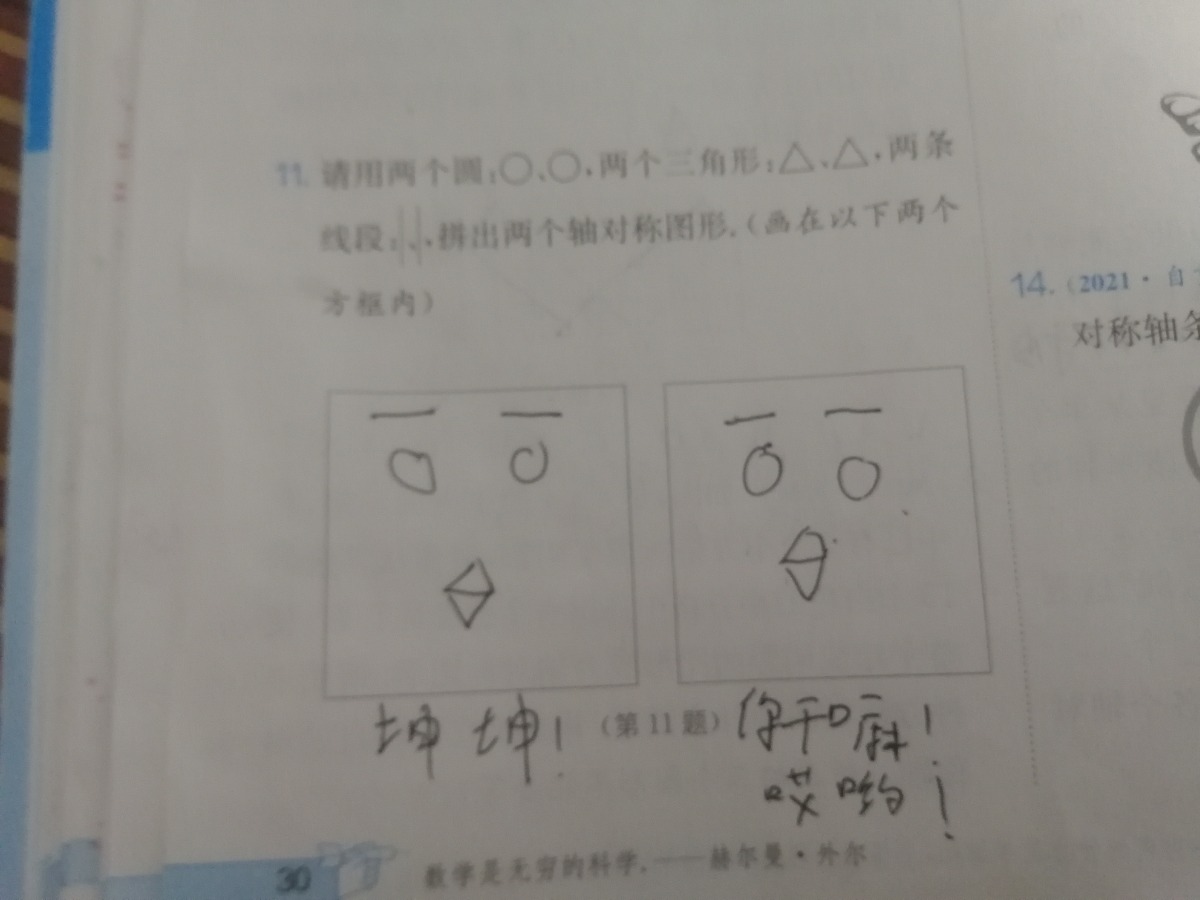 11. 请用两个圆:○、○,两个三角形:△、△,两条
线段:|、|,拼出两个轴对称图形.(画在以下两个
方框内)
坤坤!
(第11题)
你干嘛!
哎哟!
30
数学是无穷的科学.——赫尔曼·外尔
14. (2021·自
对称轴条